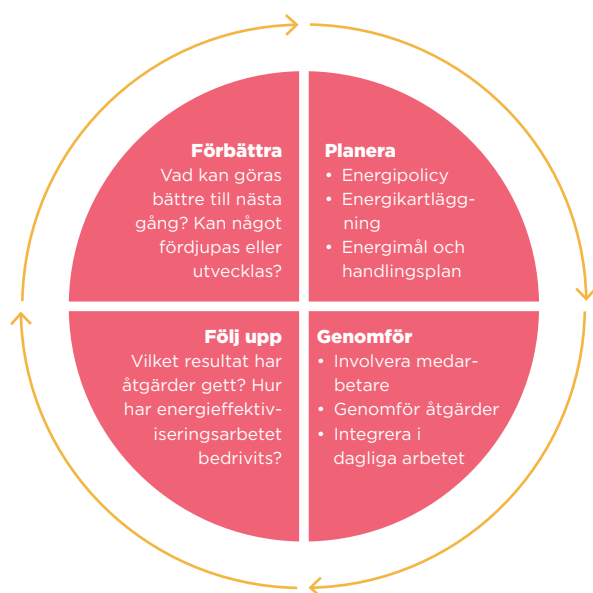 Förbättra
Vad kan göras
bättre till nästa
gång? Kan något
fördjupas eller
utvecklas?
Planera
• Energipolicy
• Energikartlägg-
ning
• Energimål och
handlingsplan
Följ upp
Vilket resultat har
åtgärder gett? Hur
har energieffektiv-
iseringsarbetet
bedrivits?
Genomför
• Involvera medar-
betare
• Genomför åtgärder
• Integrera i
dagliga arbetet